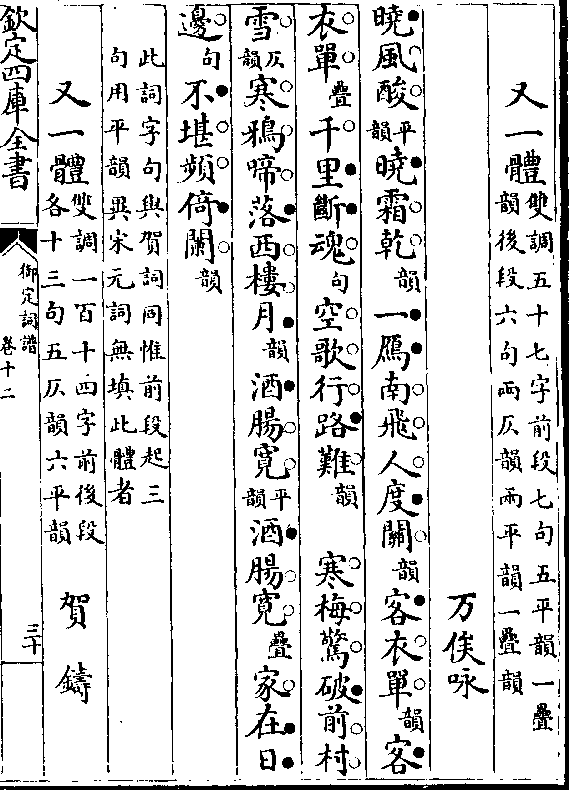 又一體雙調五十七字前段七句五平韻一疊
韻後段六句兩仄韻兩平韻一疊韻
万俟咏
曉風酸平韻曉霜乾韻一鴈南飛人度關韻客衣單韻客
衣單疊千里斷魂句空歌行路難韻　寒梅驚破前村
雪仄韻寒鴉啼落西樓月韻酒腸寬平韻酒腸寬疊家在日
邊句不堪頻倚闌韻
此詞字句與賀詞同惟前段起三
句用平韻異宋元詞無填此體者
又一體雙調一百十四字前後段
各十三句五仄韻六平韻
賀鑄
欽定四庫全書
御定詞譜
卷十二
三十